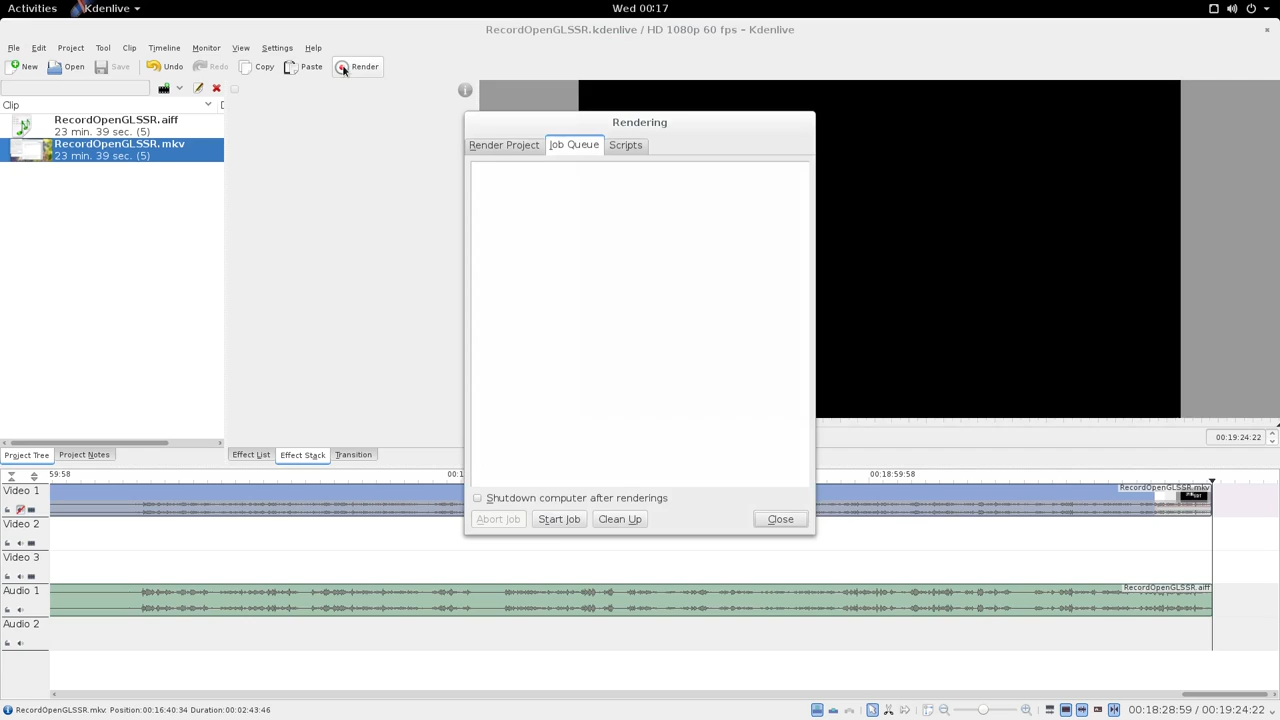 Activities Kdenlive Wed 00:17
RecordOpenGLSSR.kdenlive / HD 1080p 60 fps – Kdenlive
File Edit Project Tool Clip Timeline Monitor View Settings Help
New Open Save Undo Redo Copy Paste Render
Clip
RecordOpenGLSSR.aiff
23 min. 39 sec. (5)
RecordOpenGLSSR.mkv
23 min. 39 sec. (5)
Rendering
Render Project Job Queue Scripts
Shutdown computer after renderings
Abort Job Start Job Clean Up Close
00:19:24:22
Project Tree Project Notes Effect List Effect Stack Transition
59:58 00:1 00:18:59:58
Video 1 RecordOpenGLSSR.mkv
Video 2
Video 3
Audio 1 RecordOpenGLSSR.aiff
Audio 2
RecordOpenGLSSR.mkv: Position:00:16:40:34 Duration:00:02:43:46 00:18:28:59 / 00:19:24:22